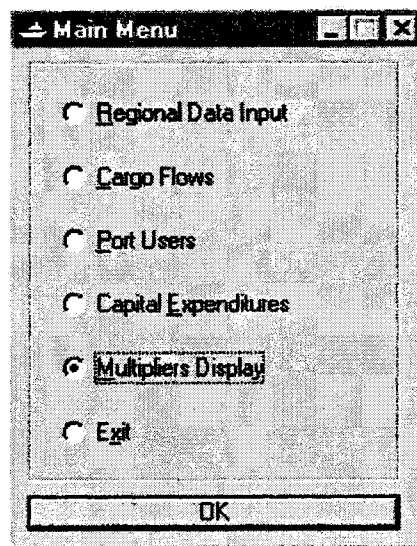 Main Menu
Regional Data Input
Cargo Flows
Port Users
Capital Expenditures
Multipliers Display
Exit
OK